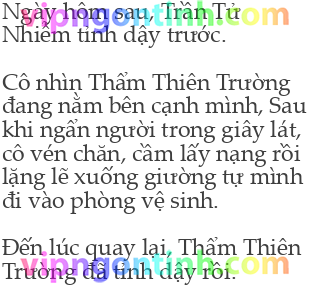 Ngày hôm sau, Trần Tử
vipngontinh.com
Nhiễm tỉnh dậy trước.
Cô nhìn Thẩm Thiên Trường
đang nằm bên cạnh mình, Sau
khi ngẩn người trong giây lát,
cô vén chăn, cầm lấy nạng rồi
lặng lẽ xuống giường tự mình
đi vào phòng vệ sinh.
Đến lúc quay lại, Thẩm Thiên
vipngontinh.com
Trường đã tỉnh dậy rồi.